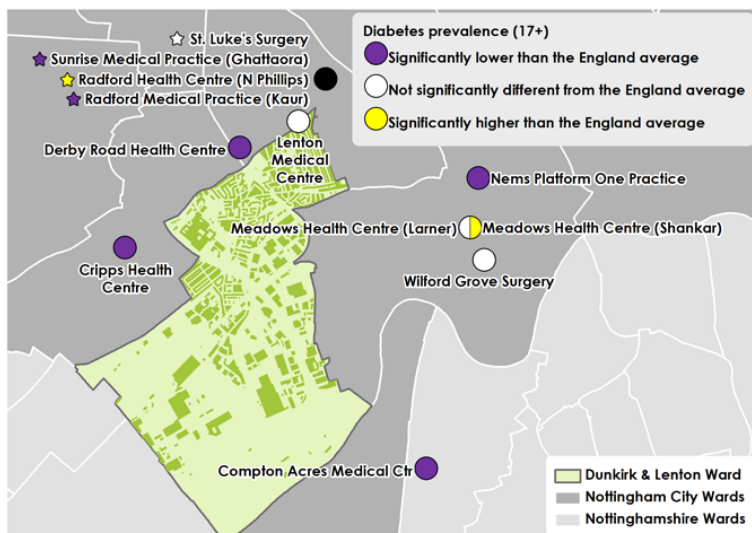 St. Luke's Surgery
Sunrise Medical Practice (Ghattaora)
Radford Health Centre (N Phillips)
Radford Medical Practice (Kaur)
Diabetes prevalence (17+)
Significantly lower than the England average
Not significantly different from the England average
Significantly higher than the England average
Derby Road Health Centre
Lenton
Medical
Centre
Nems Platform One Practice
Meadows Health Centre (Larner)
Meadows Health Centre (Shankar)
Cripps Health
Centre
Wilford Grove Surgery
Compton Acres Medical Ctr
Dunkirk & Lenton Ward
Nottingham City Wards
Nottinghamshire Wards